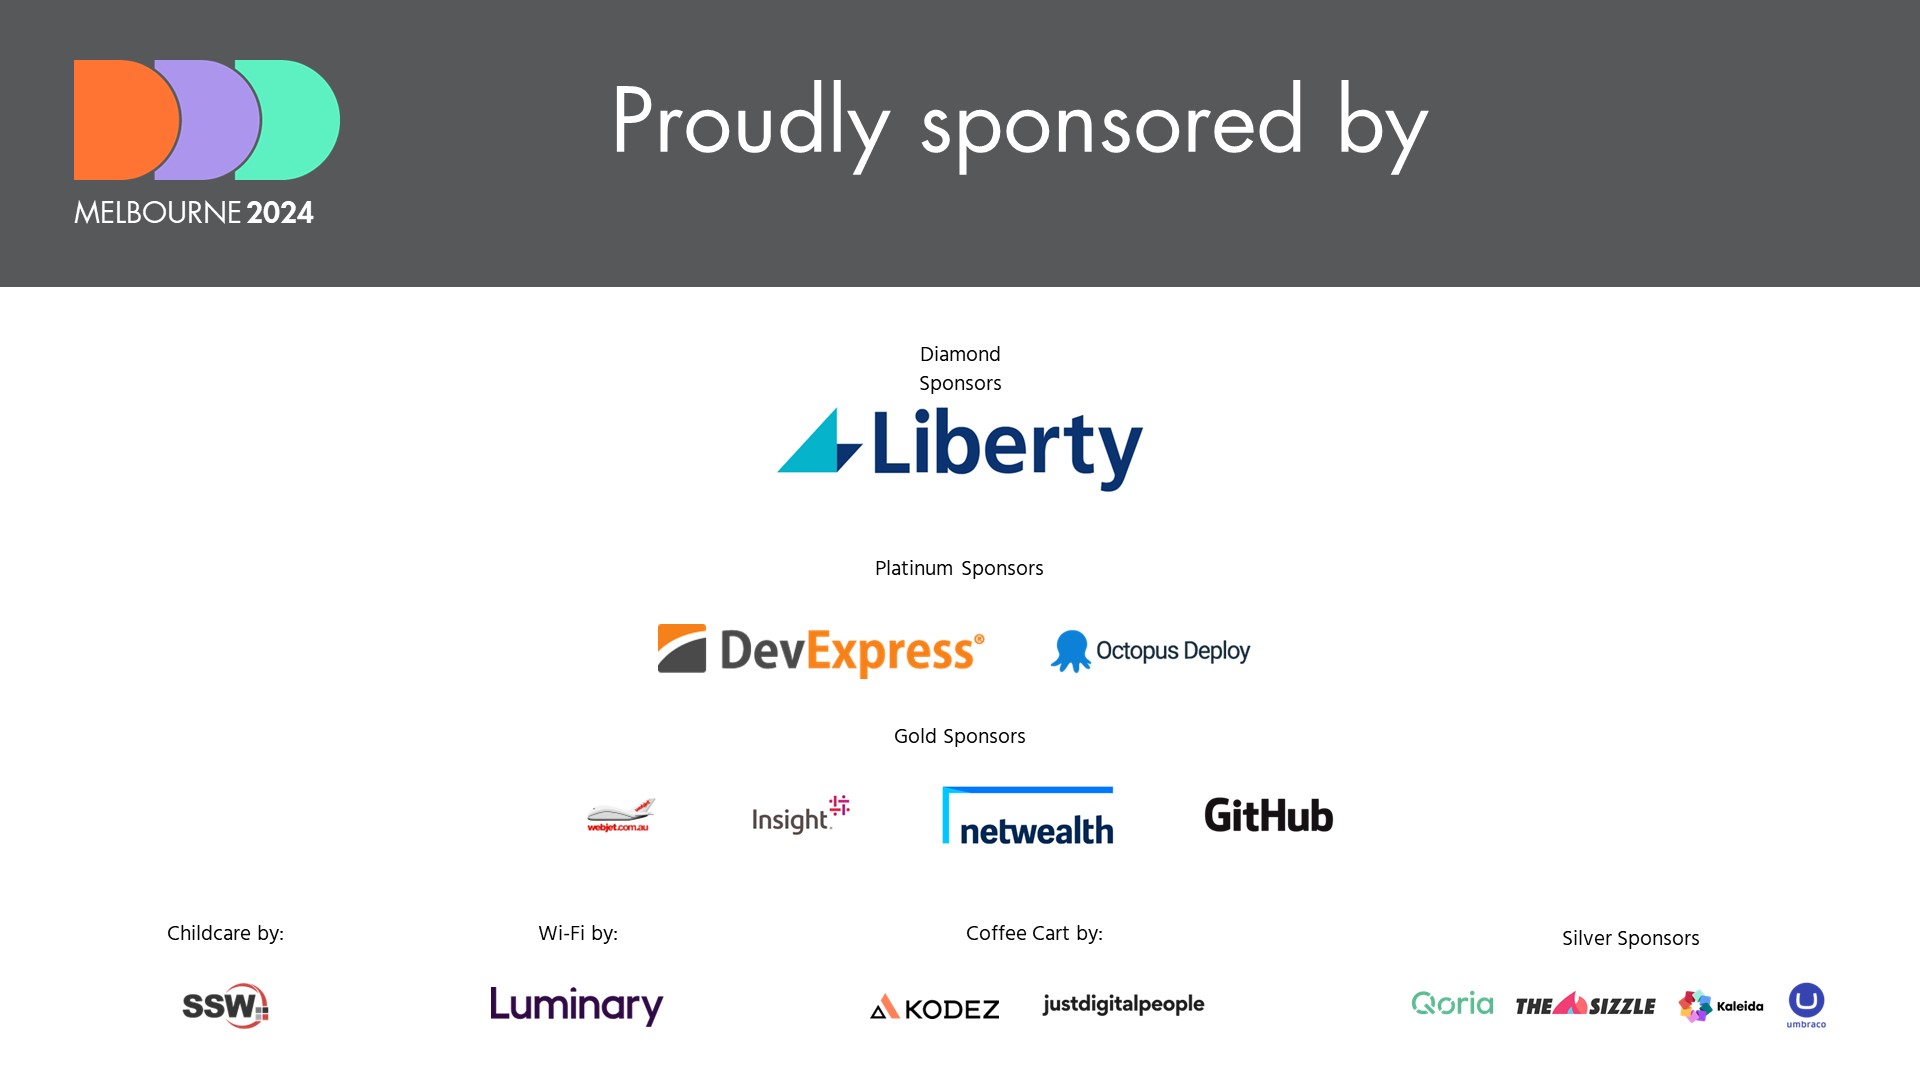 DDD
MELBOURNE 2024
Proudly sponsored by
Diamond
Sponsors
Liberty
Platinum Sponsors
DevExpress®
Octopus Deploy
Gold Sponsors
webjet.com.au
Insight
netwealth
GitHub
Childcare by:
SSW
Wi-Fi by:
Luminary
Coffee Cart by:
KODEZ
justdigitalpeople
Silver Sponsors
Qoria
THE SIZZLE
Kaleida
umbraco